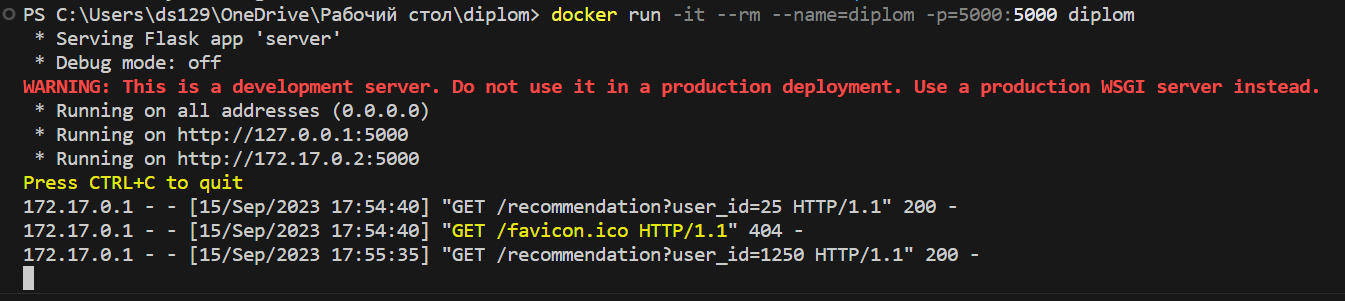 PS C:\Users\ds129\OneDrive\Рабочий стол\diplom> docker run -it --rm --name=diplom -p=5000:5000 diplom
* Serving Flask app 'server'
* Debug mode: off
WARNING: This is a development server. Do not use it in a production deployment. Use a production WSGI server instead.
* Running on all addresses (0.0.0.0)
* Running on http://127.0.0.1:5000
* Running on http://172.17.0.2:5000
Press CTRL+C to quit
172.17.0.1 - - [15/Sep/2023 17:54:40] "GET /recommendation?user_id=25 HTTP/1.1" 200 -
172.17.0.1 - - [15/Sep/2023 17:54:40] "GET /favicon.ico HTTP/1.1" 404 -
172.17.0.1 - - [15/Sep/2023 17:55:35] "GET /recommendation?user_id=1250 HTTP/1.1" 200 -